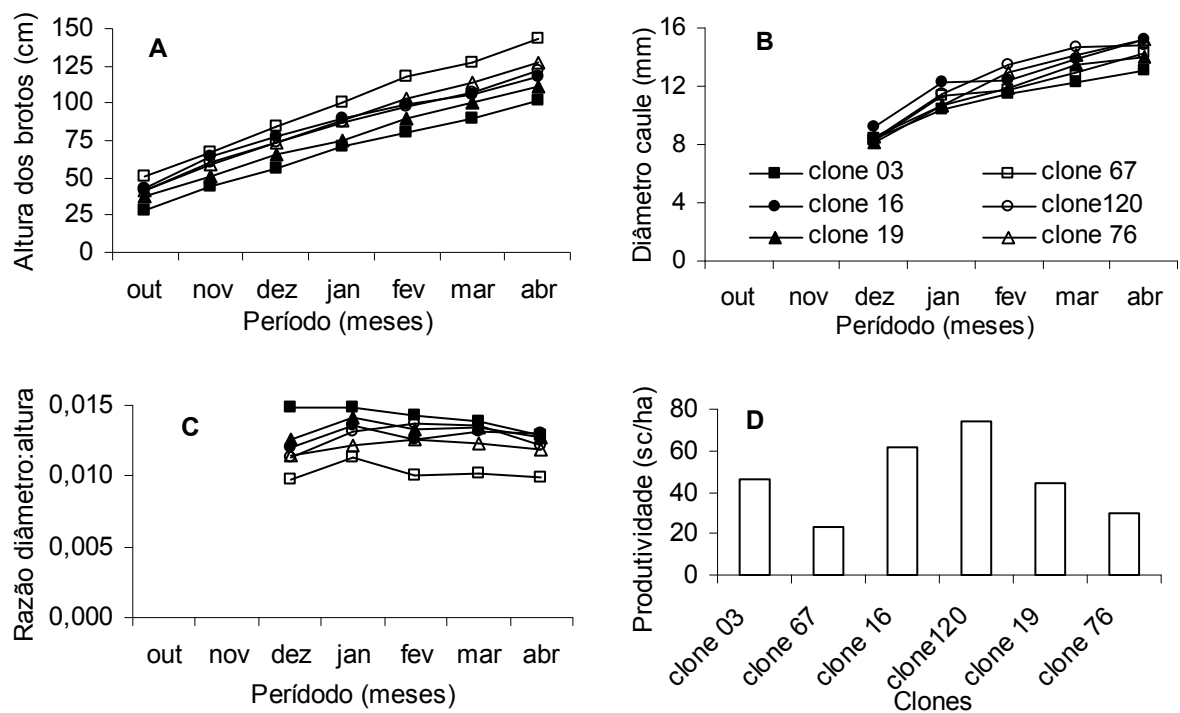 A
Altura dos brotos (cm)
150
125
100
75
50
25
0
out nov dez jan fev mar abr
Período (meses)
B
Diâmetro caule (mm)
16
12
8
4
0
clone 03
clone 67
clone 16
clone120
clone 19
clone 76
out nov dez jan fev mar abr
Perídodo (meses)
C
Razão diâmetro:altura
0,015
0,010
0,005
0,000
out nov dez jan fev mar abr
Perídodo (meses)
D
Produtividade (sc/ha)
80
60
40
20
0
clone 03
clone 67
clone 16
clone120
clone 19
clone 76
Clones